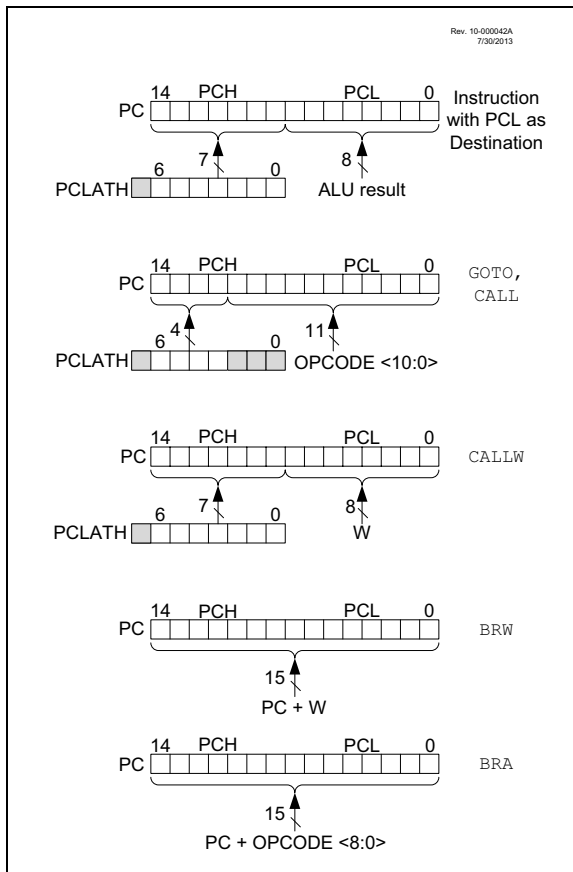 Rev. 10-000042A
7/30/2013
14 PCH PCL 0
PC
Instruction
with PCL as
Destination
7 8
6 0
PCLATH
ALU result
14 PCH PCL 0
PC
GOTO,
CALL
4 11
6 0
PCLATH
OPCODE <10:0>
14 PCH PCL 0
PC
CALLW
7 8
6 0
PCLATH
W
14 PCH PCL 0
PC
BRW
15
PC + W
14 PCH PCL 0
PC
BRA
15
PC + OPCODE <8:0>